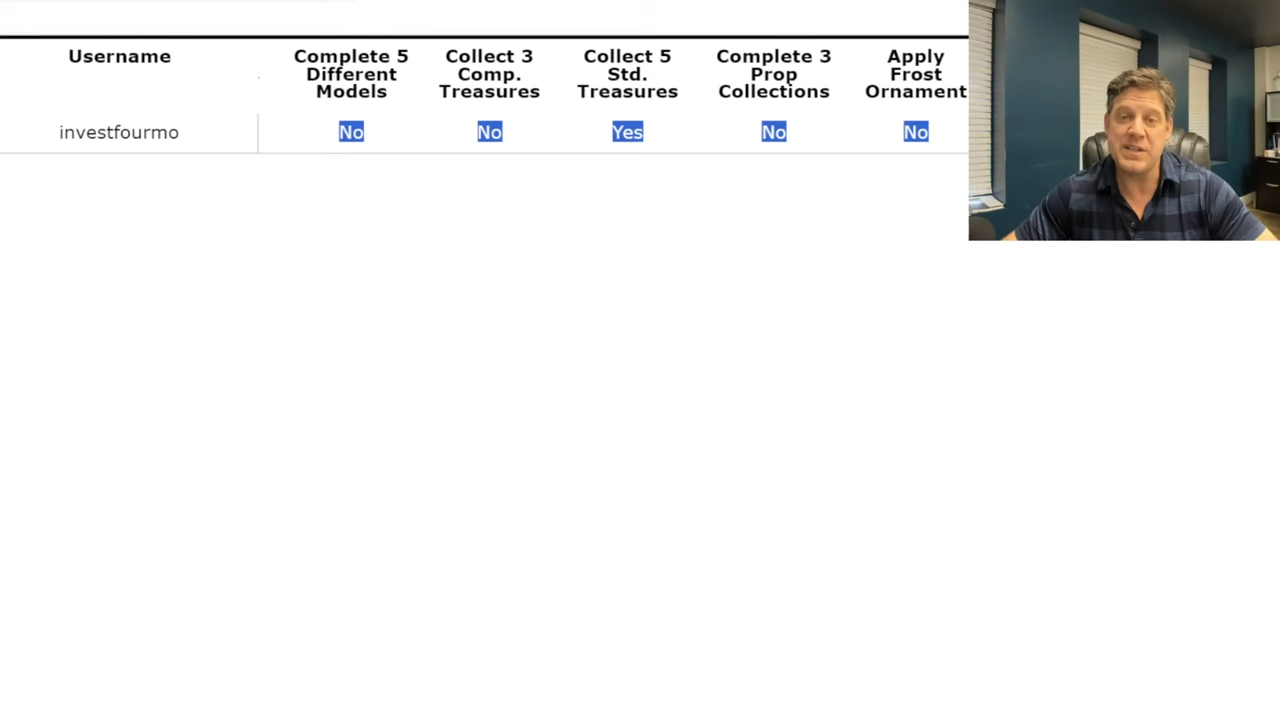 Username
Complete 5
Different
Models
Collect 3
Comp.
Treasures
Collect 5
Std.
Treasures
Complete 3
Prop
Collections
Apply
Frost
Ornament
investfourmo No No Yes No No